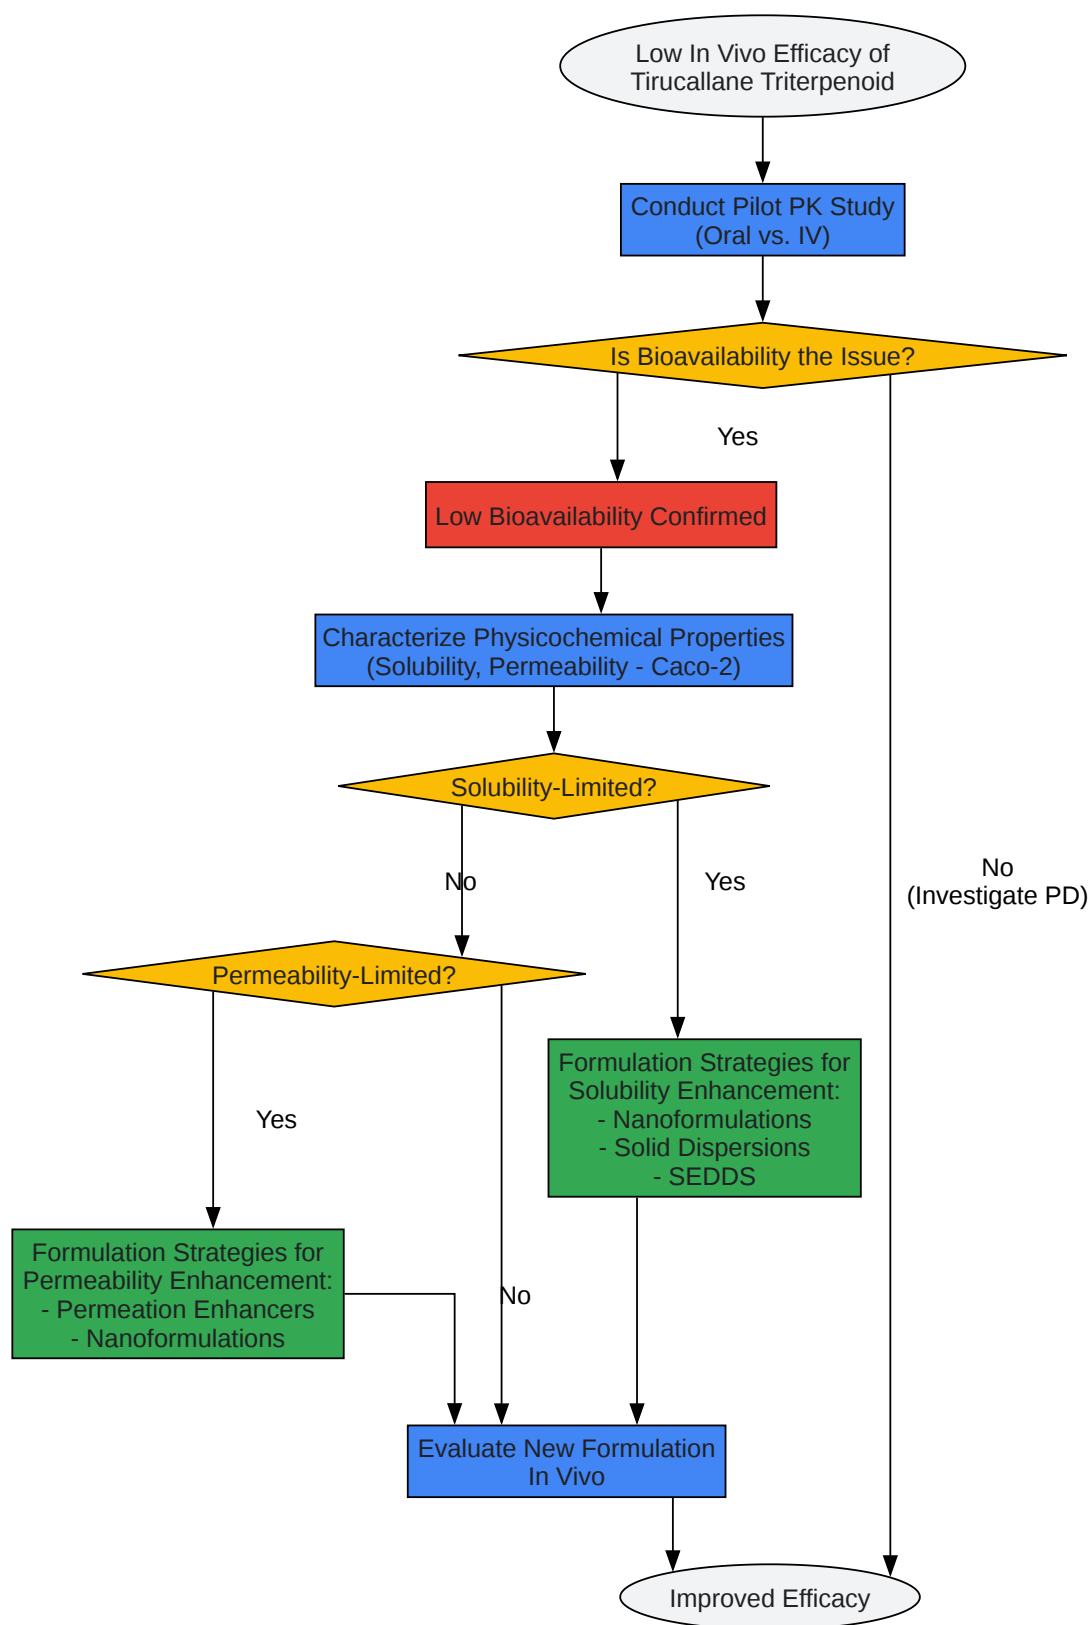 Low In Vivo Efficacy of
Tirucallane Triterpenoid
Conduct Pilot PK Study
(Oral vs. IV)
Is Bioavailability the Issue?
Yes
Low Bioavailability Confirmed
Characterize Physicochemical Properties
(Solubility, Permeability - Caco-2)
Solubility-Limited?
No
Yes
No
(Investigate PD)
Permeability-Limited?
Formulation Strategies for
Solubility Enhancement:
- Nanoformulations
- Solid Dispersions
- SEDDS
Yes
Formulation Strategies for
Permeability Enhancement:
- Permeation Enhancers
- Nanoformulations
No
Evaluate New Formulation
In Vivo
Improved Efficacy